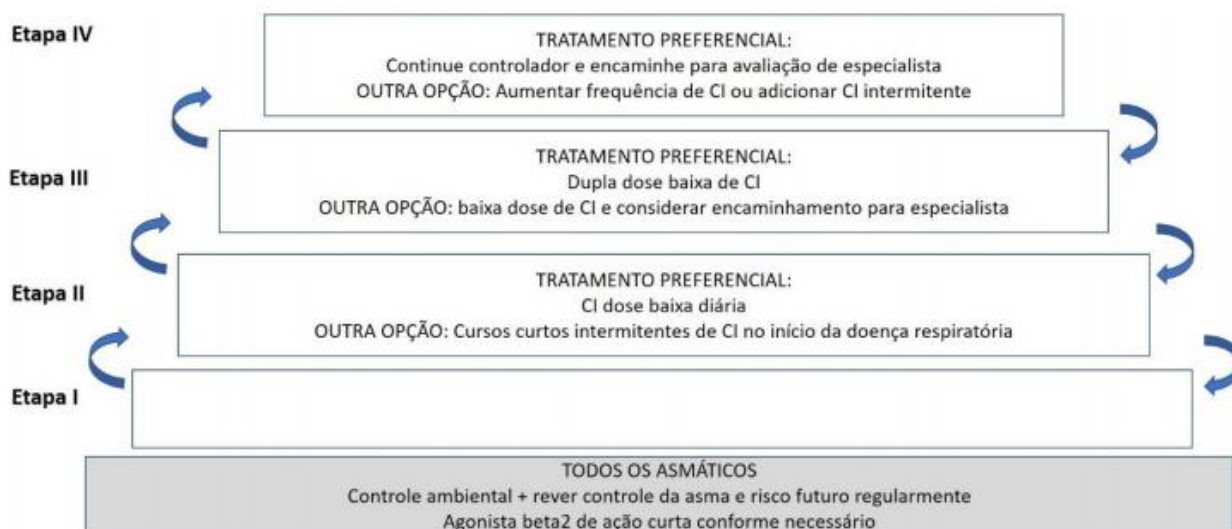 Etapa IV
TRATAMENTO PREFERENCIAL:
Continue controlador e encaminhe para avaliação de especialista
OUTRA OPÇÃO: Aumentar frequência de CI ou adicionar CI intermitente
Etapa III
TRATAMENTO PREFERENCIAL:
Dupla dose baixa de CI
OUTRA OPÇÃO: baixa dose de CI e considerar encaminhamento para especialista
Etapa II
TRATAMENTO PREFERENCIAL:
CI dose baixa diária
OUTRA OPÇÃO: Cursos curtos intermitentes de CI no início da doença respiratória
Etapa I
TODOS OS ASMÁTICOS
Controle ambiental + rever controle da asma e risco futuro regularmente
Agonista beta2 de ação curta conforme necessário